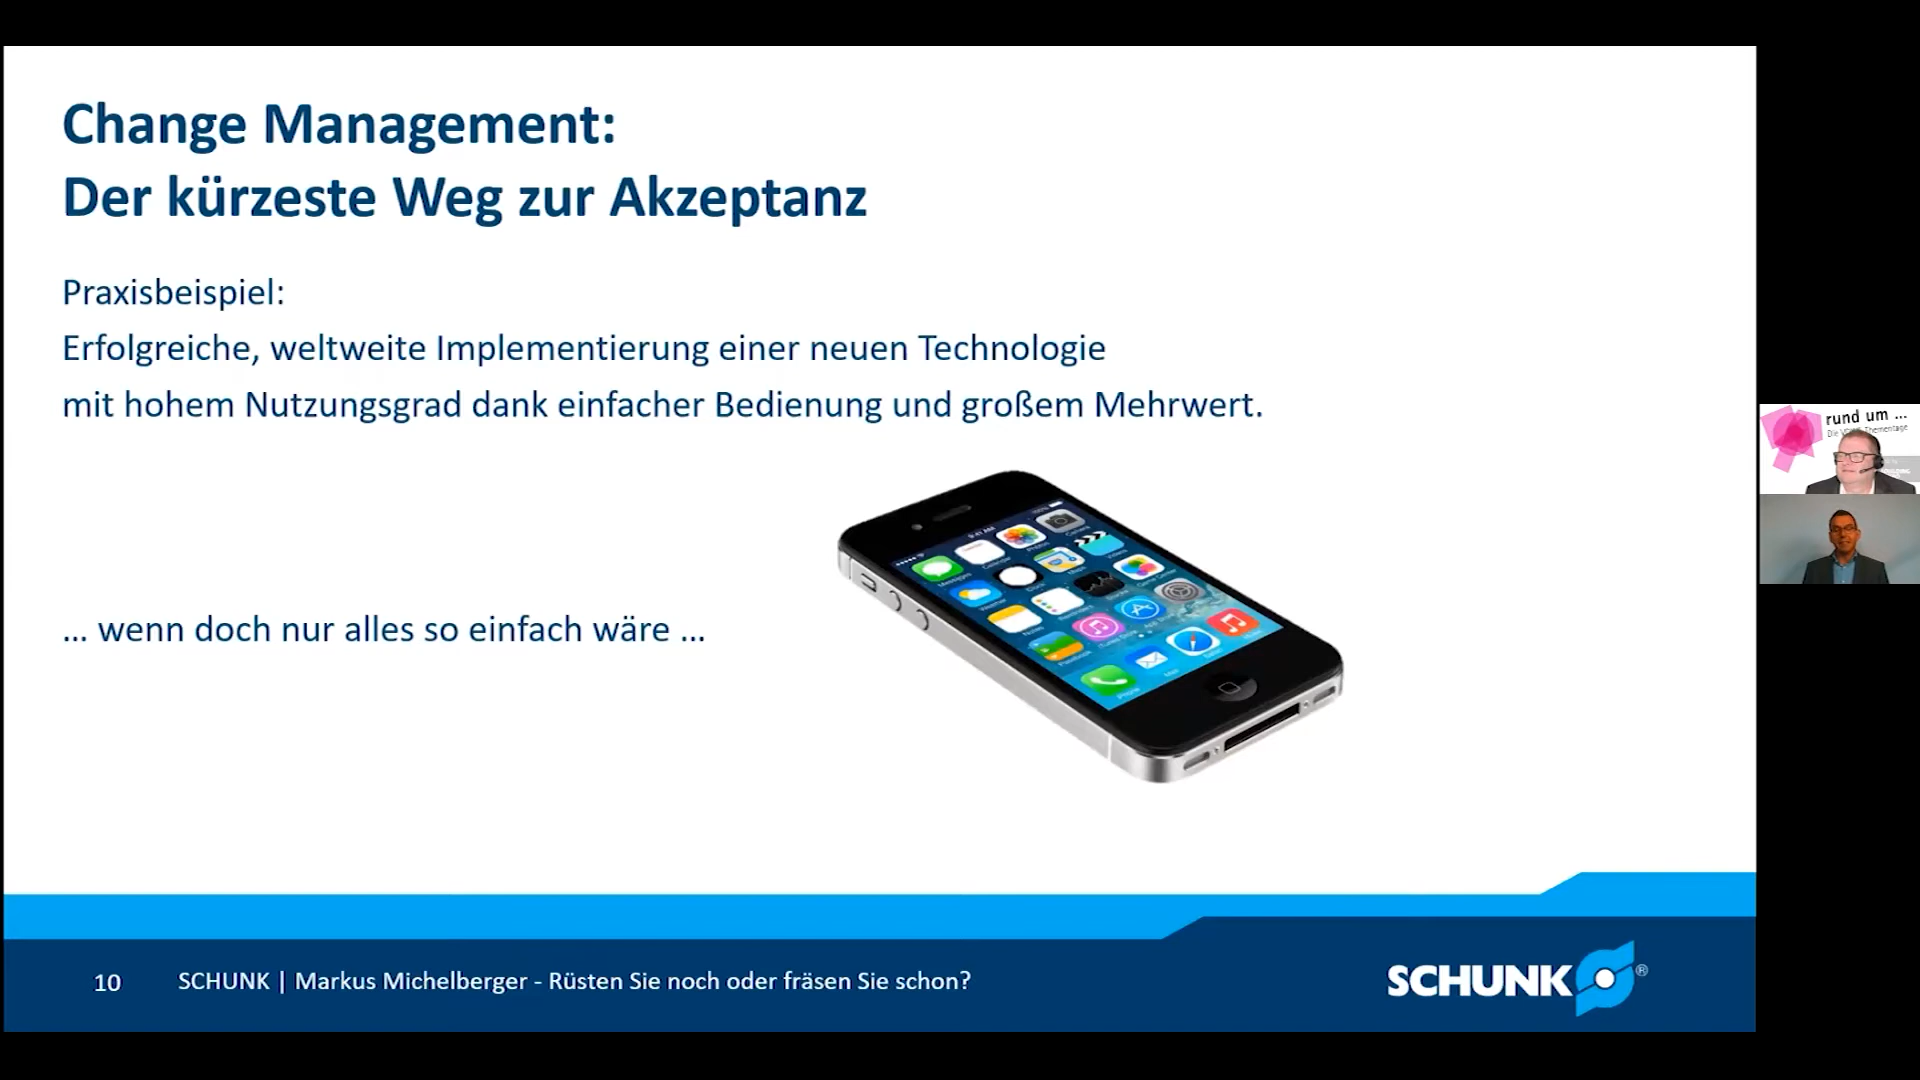 Change Management:
Der kürzeste Weg zur Akzeptanz
Praxisbeispiel:
Erfolgreiche, weltweite Implementierung einer neuen Technologie
mit hohem Nutzungsgrad dank einfacher Bedienung und großem Mehrwert.
... wenn doch nur alles so einfach wäre ...
rund um ...
10
SCHUNK | Markus Michelberger - Rüsten Sie noch oder fräsen Sie schon?
SCHUNK®